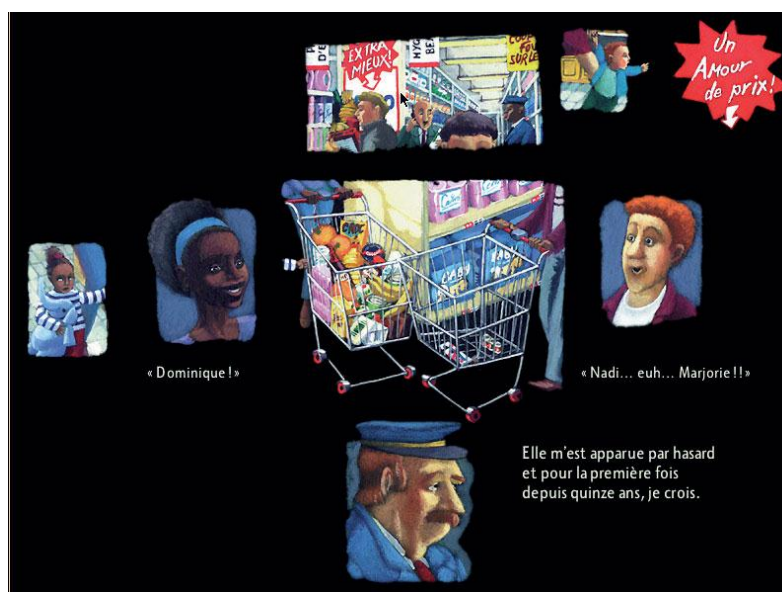 EXTRA
MIEUX!
Un
Amour
de prix!
« Dominique ! »
« Nadi... euh... Marjorie !! »
Elle m'est apparue par hasard
et pour la première fois
depuis quinze ans, je crois.